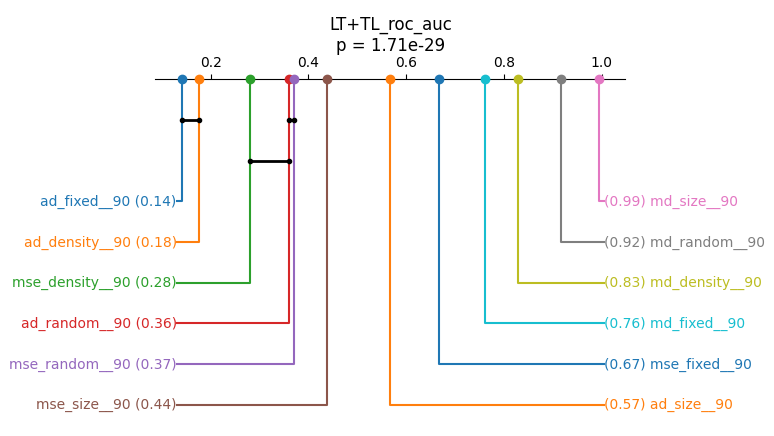 LT+TL_roc_auc
p = 1.71e-29
0.2 0.4 0.6 0.8 1.0
ad_fixed__90 (0.14)
(0.99) md_size__90
ad_density__90 (0.18)
(0.92) md_random__90
mse_density__90 (0.28)
(0.83) md_density__90
ad_random__90 (0.36)
(0.76) md_fixed__90
mse_random__90 (0.37)
(0.67) mse_fixed__90
mse_size__90 (0.44)
(0.57) ad_size__90